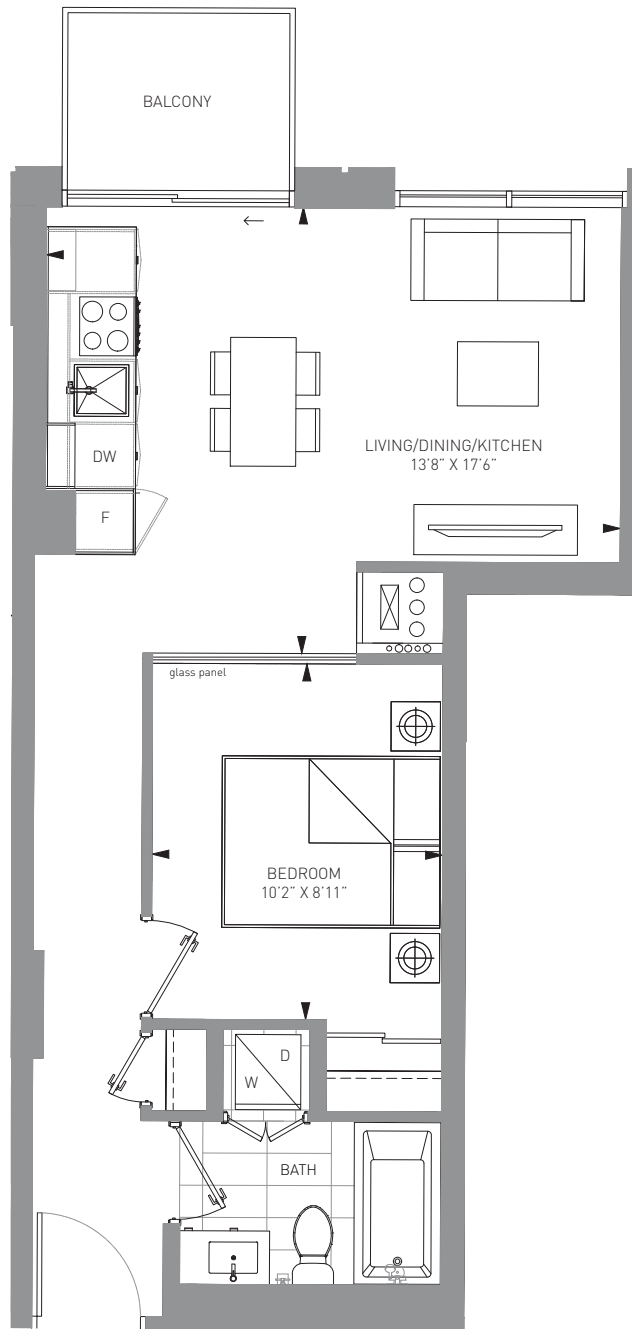 BALCONY
DW
F
LIVING/DINING/KITCHEN
13'8" X 17'6"
glass panel
BEDROOM
10'2" X 8'11"
D
W
BATH